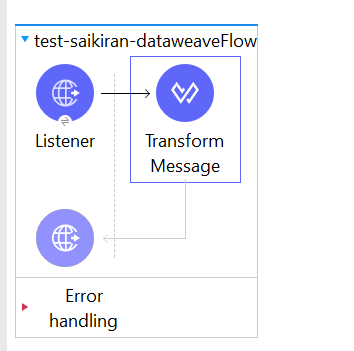 test-saikiran-dataweaveFlow
Listener
Transform
Message
Error
handling